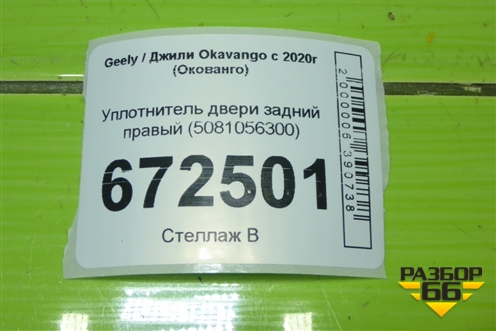 Geely / Джили Okavango с 2020г
(Окованго)
Уплотнитель двери задний
правый (5081056300)
672501
Стеллаж В
2000006390738
РАЗБОР
66